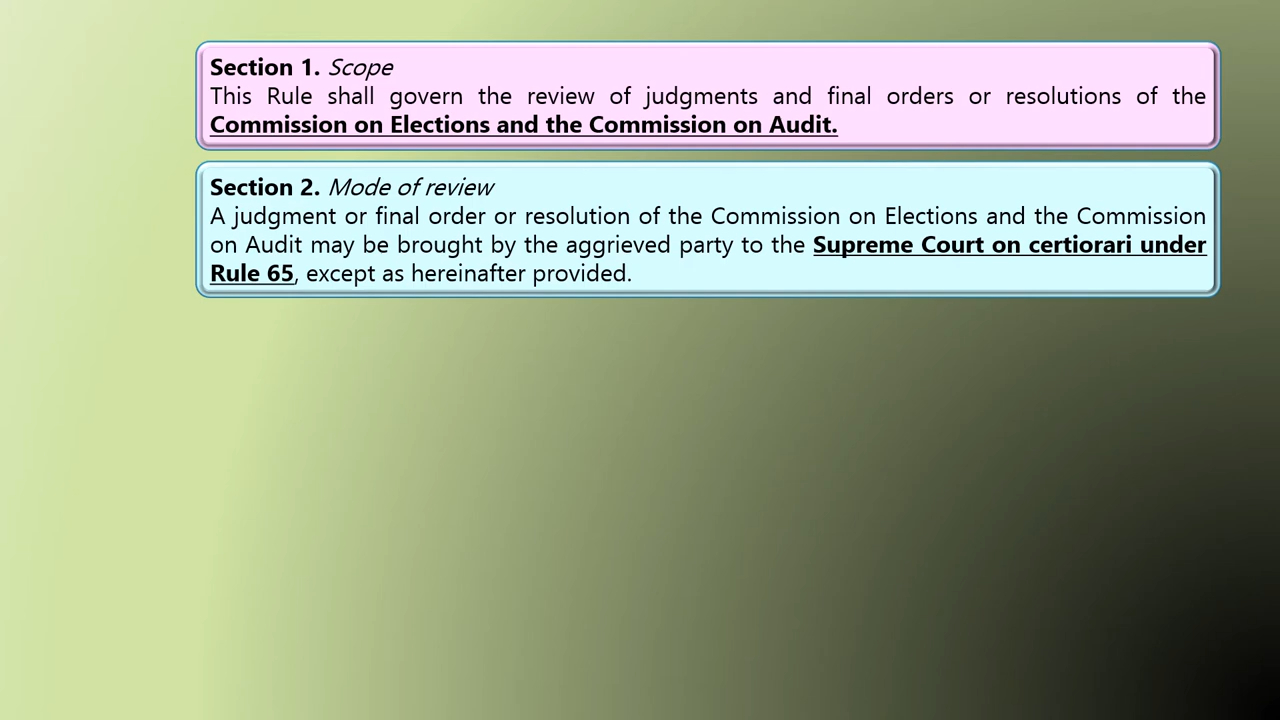 Section 1. Scope
This Rule shall govern the review of judgments and final orders or resolutions of the
Commission on Elections and the Commission on Audit.
Section 2. Mode of review
A judgment or final order or resolution of the Commission on Elections and the Commission
on Audit may be brought by the aggrieved party to the Supreme Court on certiorari under
Rule 65, except as hereinafter provided.